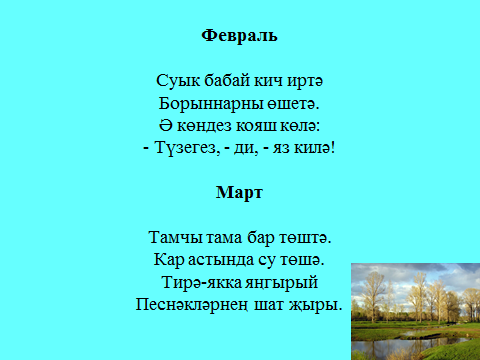 Февраль
Суык бабай кич иртә
Борыннарны өшетә.
Ә көндез кояш көлә:
- Түзегез, - ди, - яз килә!
Март
Тамчы тама бар төштә.
Кар астында су төшә.
Тирә-якка яңгырый
Песнәкләрнең шат җыры.